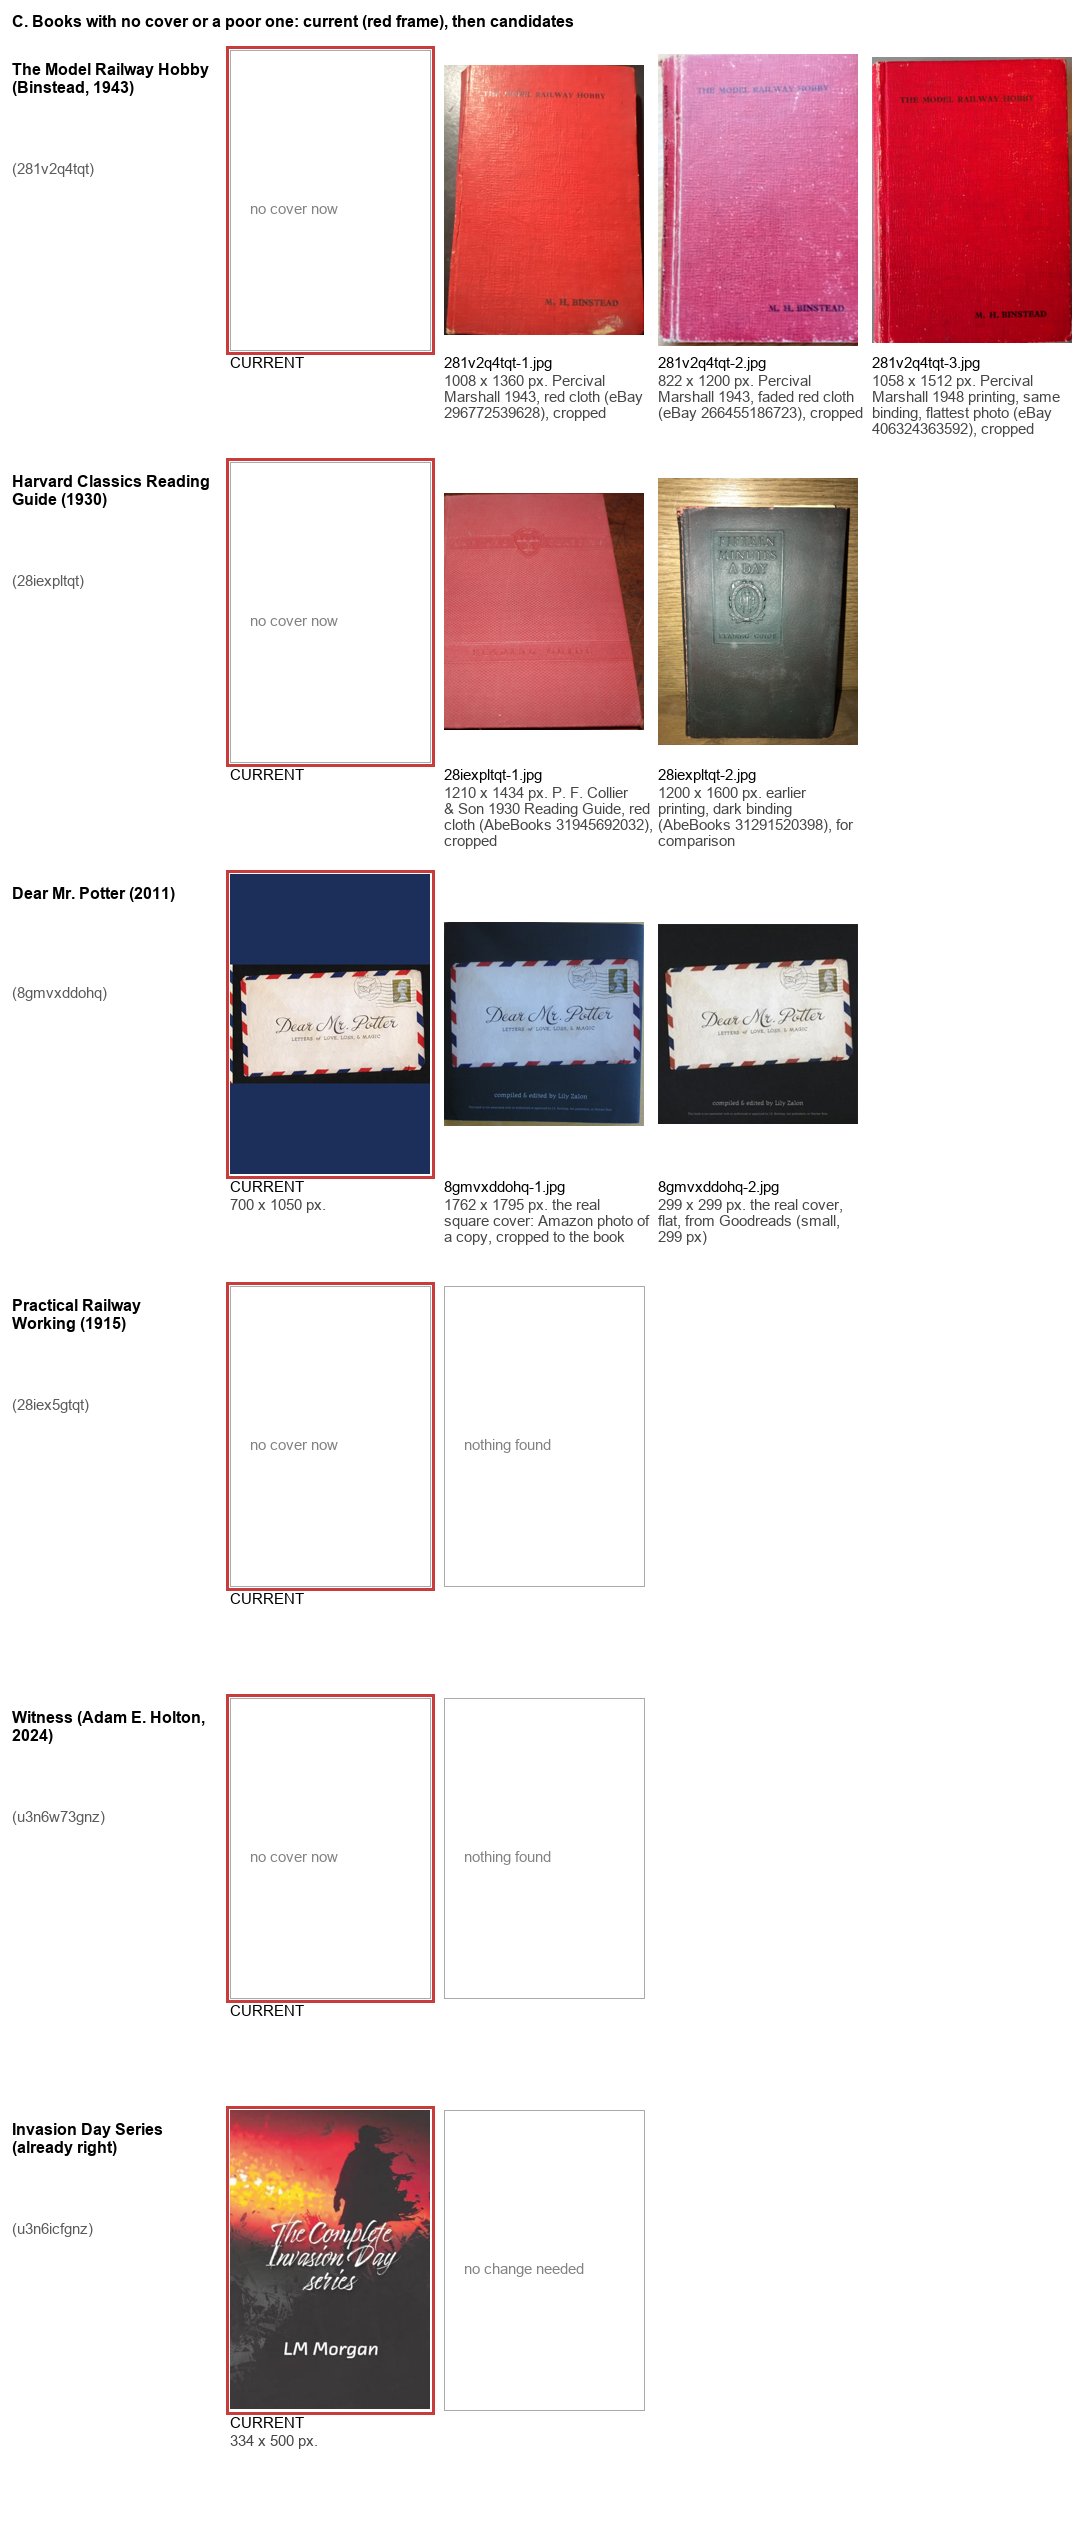 C. Books with no cover or a poor one: current (red frame), then candidates
The Model Railway Hobby
(Binstead, 1943)
(281v2q4tqt)
no cover now
CURRENT
THE MODEL RAILWAY HOBBY
M. H. BINSTEAD
281v2q4tqt-1.jpg
1008 x 1360 px. Percival
Marshall 1943, red cloth (eBay
296772539628), cropped
THE MODEL RAILWAY HOBBY
M. H. BINSTEAD
281v2q4tqt-2.jpg
822 x 1200 px. Percival
Marshall 1943, faded red cloth
(eBay 266455186723), cropped
THE MODEL RAILWAY HOBBY
M. H. BINSTEAD
281v2q4tqt-3.jpg
1058 x 1512 px. Percival
Marshall 1948 printing, same
binding, flattest photo (eBay
406324363592), cropped
Harvard Classics Reading
Guide (1930)
(28iexpltqt)
no cover now
CURRENT
READING GUIDE
28iexpltqt-1.jpg
1210 x 1434 px. P. F. Collier
& Son 1930 Reading Guide, red
cloth (AbeBooks 31945692032),
cropped
FIFTEEN
MINUTES
A DAY
READING GUIDE
28iexpltqt-2.jpg
1200 x 1600 px. earlier
printing, dark binding
(AbeBooks 31291520398), for
comparison
Dear Mr. Potter (2011)
(8gmvxddohq)
Dear Mr. Potter
LETTERS of LOVE, LOSS, & MAGIC
CURRENT
700 x 1050 px.
Dear Mr. Potter
LETTERS of LOVE, LOSS, & MAGIC
compiled & edited by Lily Zalon
8gmvxddohq-1.jpg
1762 x 1795 px. the real
square cover: Amazon photo of
a copy, cropped to the book
Dear Mr. Potter
LETTERS of LOVE, LOSS, & MAGIC
compiled & edited by Lily Zalon
8gmvxddohq-2.jpg
299 x 299 px. the real cover,
flat, from Goodreads (small,
299 px)
Practical Railway
Working (1915)
(28iex5gtqt)
no cover now
CURRENT
nothing found
Witness (Adam E. Holton,
2024)
(u3n6w73gnz)
no cover now
CURRENT
nothing found
Invasion Day Series
(already right)
(u3n6icfgnz)
The Complete
Invasion Day
series
LM Morgan
CURRENT
334 x 500 px.
no change needed